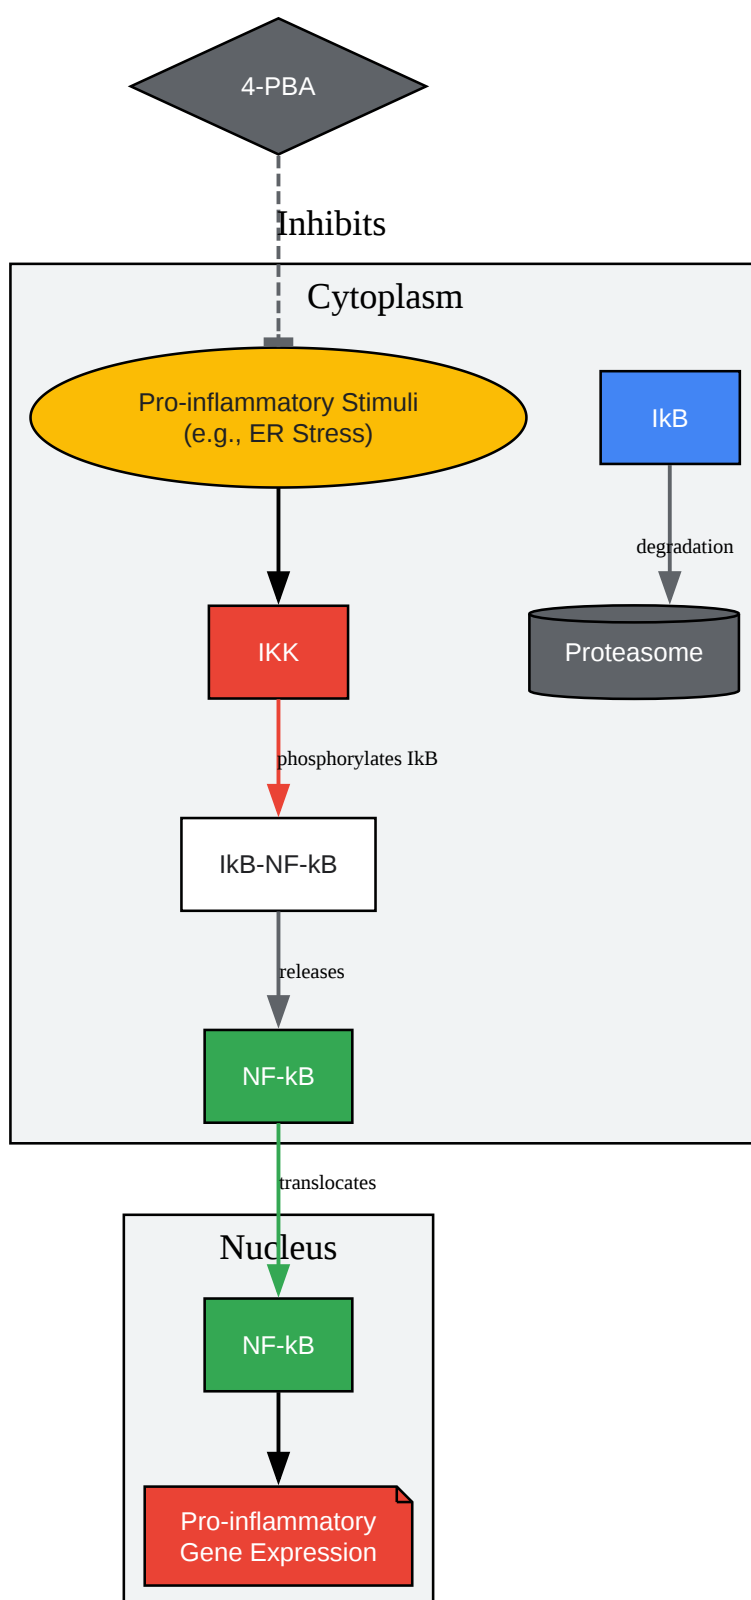 4-PBA
Inhibits
Cytoplasm
Pro-inflammatory Stimuli
(e.g., ER Stress)
IkB
degradation
IKK
Proteasome
phosphorylates IkB
IkB-NF-kB
releases
NF-kB
translocates
Nucleus
NF-kB
Pro-inflammatory
Gene Expression